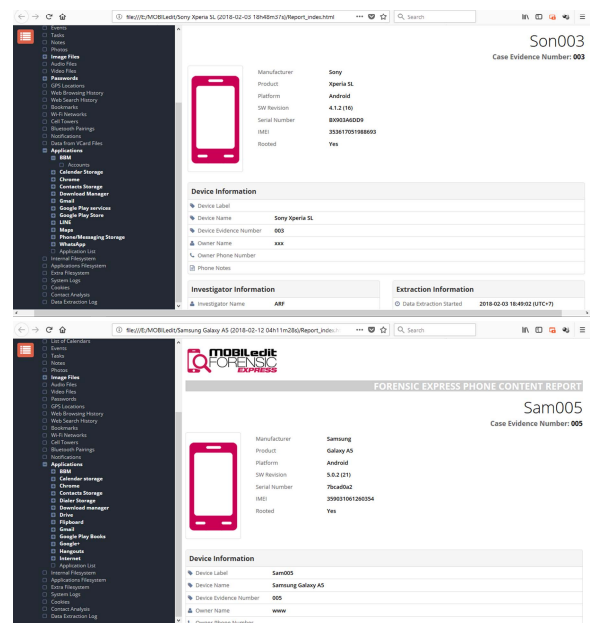 file:///E:/MOBILedit/Sony Xperia SL (2018-02-03 18h48m37s)/Report_index.html
Search
Events
Tasks
Notes
Photos
Image Files
Audio Files
Video Files
Passwords
GPS Locations
Web Browsing History
Web Search History
Bookmarks
Wi-Fi Networks
Cell Towers
Bluetooth Pairings
Notifications
Data from VCard Files
Applications
BBM
Accounts
Calendar Storage
Chrome
Contacts Storage
Download Manager
Gmail
Google Play services
Google Play Store
LINE
Maps
Phone/Messaging Storage
WhatsApp
Application List
Internal Filesystem
Applications Filesystem
Extra Filesystem
System Logs
Cookies
Contact Analysis
Data Extraction Log
Son003
Case Evidence Number: 003
Manufacturer Sony
Product Xperia SL
Platform Android
SW Revision 4.1.2 (16)
Serial Number BX903A6DD9
IMEI 353617051988693
Rooted Yes
Device Information
Device Label
Device Name Sony Xperia SL
Device Evidence Number 003
Owner Name xxx
Owner Phone Number
Phone Notes
Investigator Information
Investigator Name ARF
Extraction Information
Data Extraction Started 2018-02-03 18:49:02 (UTC+7)
file:///E:/MOBILedit/Samsung Galaxy A5 (2018-02-12 04h11m28s)/Report_index.h
Search
List of Calendars
Events
Tasks
Notes
Photos
Image Files
Audio Files
Video Files
Passwords
GPS Locations
Web Browsing History
Web Search History
Bookmarks
Wi-Fi Networks
Cell Towers
Bluetooth Pairings
Notifications
Applications
BBM
Calendar storage
Chrome
Contacts Storage
Dialer Storage
Download manager
Drive
Flipboard
Gmail
Google Play Books
Google+
Hangouts
Internet
Application List
Internal Filesystem
Applications Filesystem
Extra Filesystem
System Logs
Cookies
Contact Analysis
Data Extraction Log
MOBILedit
FORENSIC
EXPRESS
FORENSIC EXPRESS PHONE CONTENT REPORT
Sam005
Case Evidence Number: 005
Manufacturer Samsung
Product Galaxy A5
Platform Android
SW Revision 5.0.2 (21)
Serial Number 7bcad0a2
IMEI 359031061260354
Rooted Yes
Device Information
Device Label Sam005
Device Name Samsung Galaxy A5
Device Evidence Number 005
Owner Name www
Owner Phone Number